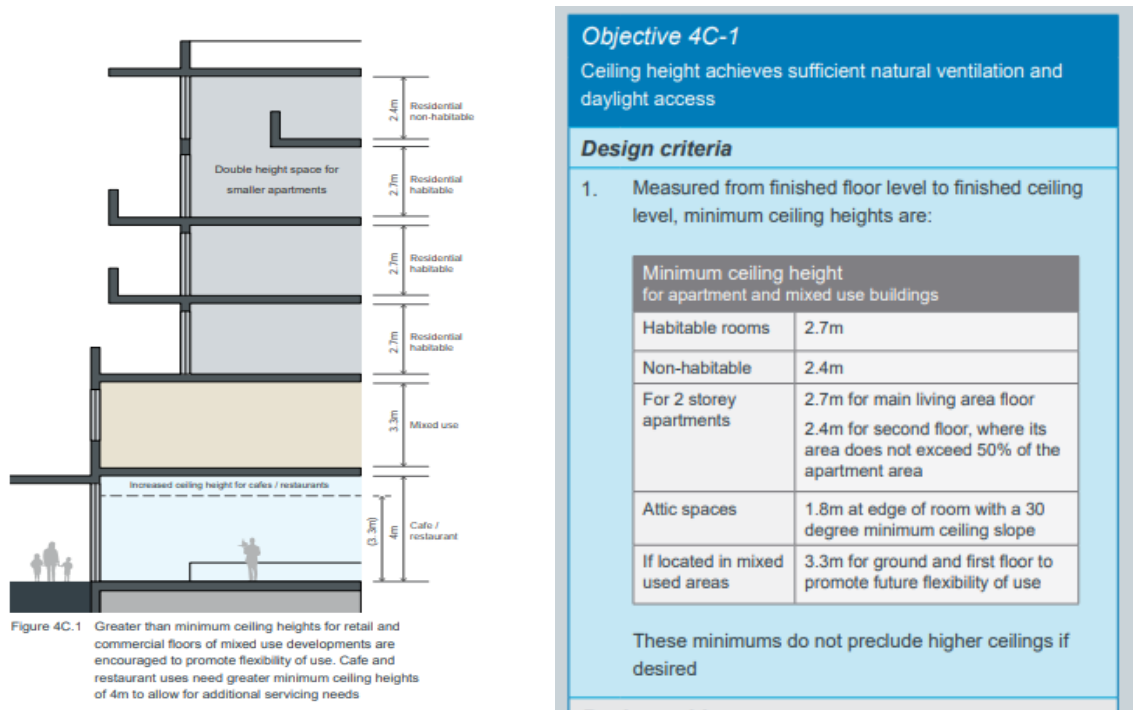 2.4m
Residential
non-habitable
Double height space for
smaller apartments
2.7m
Residential
habitable
2.7m
Residential
habitable
2.7m
Residential
habitable
3.3m
Mixed use
Increased ceiling height for cafes / restaurants
(3.3m)
4m
Cafe /
restaurant
Figure 4C.1 Greater than minimum ceiling heights for retail and
commercial floors of mixed use developments are
encouraged to promote flexibility of use. Cafe and
restaurant uses need greater minimum ceiling heights
of 4m to allow for additional servicing needs
Objective 4C-1
Ceiling height achieves sufficient natural ventilation and
daylight access
Design criteria
1. Measured from finished floor level to finished ceiling
level, minimum ceiling heights are:
Minimum ceiling height
for apartment and mixed use buildings
Habitable rooms 2.7m
Non-habitable 2.4m
For 2 storey
apartments
2.7m for main living area floor
2.4m for second floor, where its
area does not exceed 50% of the
apartment area
Attic spaces
1.8m at edge of room with a 30
degree minimum ceiling slope
If located in mixed
used areas
3.3m for ground and first floor to
promote future flexibility of use
These minimums do not preclude higher ceilings if
desired